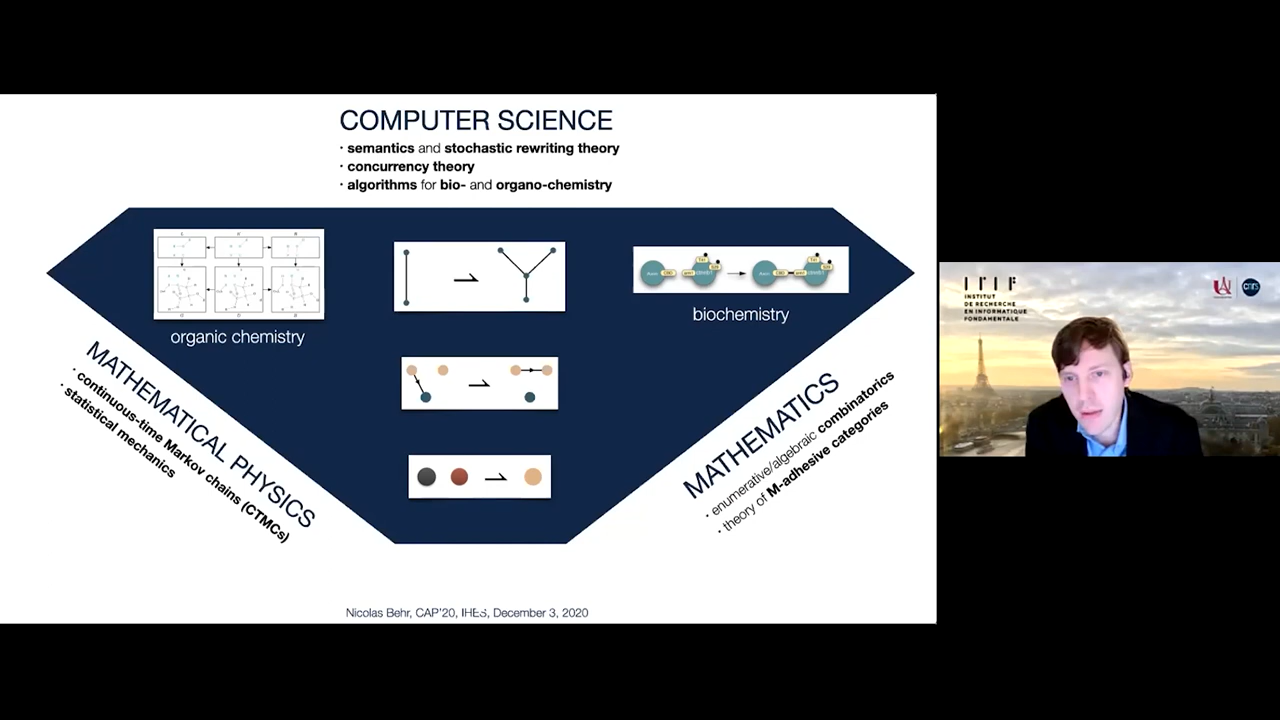 COMPUTER SCIENCE
· semantics and stochastic rewriting theory
· concurrency theory
· algorithms for bio- and organo-chemistry
organic chemistry
biochemistry
MATHEMATICAL PHYSICS
· continuous-time Markov chains (CTMCs)
· statistical mechanics
MATHEMATICS
· enumerative/algebraic combinatorics
· theory of M-adhesive categories
Nicolas Behr, CAP'20, IHES, December 3, 2020
IRIF
INSTITUT
DE RECHERCHE
EN INFORMATIQUE
FONDAMENTALE
cnrs